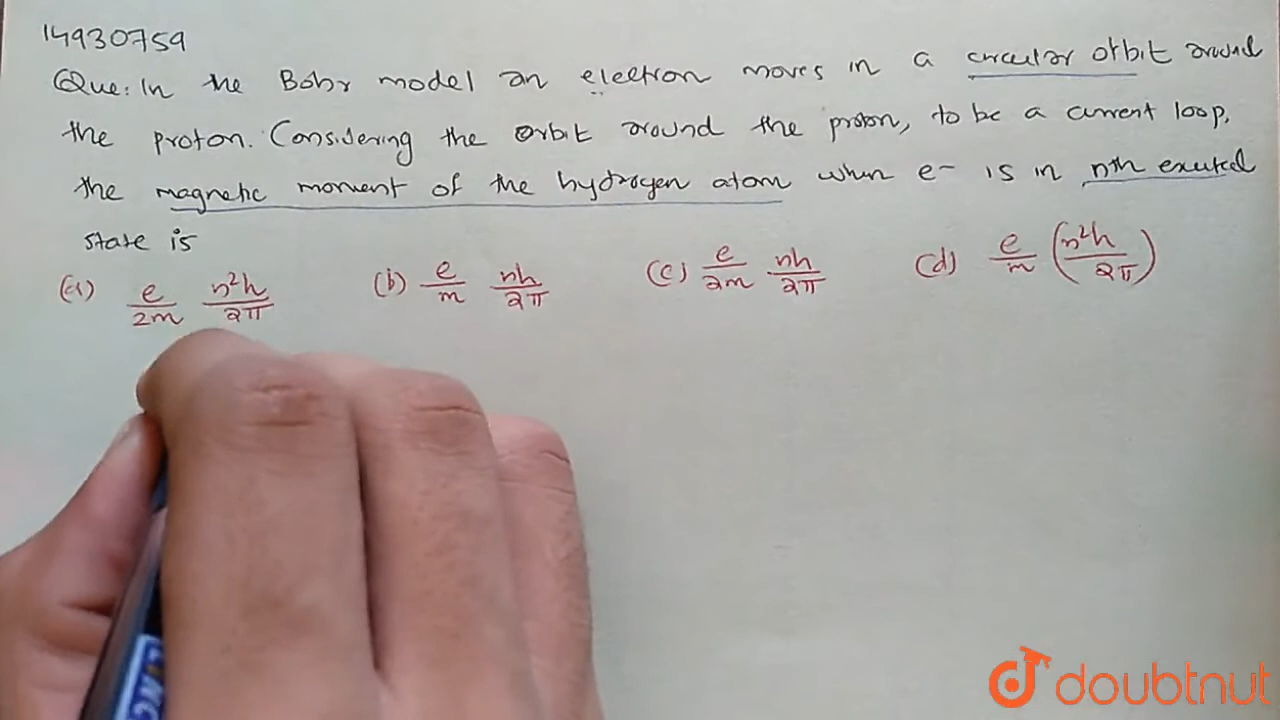 14930759
Que: In the Bohr model an electron moves in a circular orbit around
the proton. Considering the orbit around the proton, to be a current loop,
the magnetic moment of the hydrogen atom when e- is in nth excited
state is
(a) e/2m n²h/2π (b) e/m nh/2π (c) e/2m nh/2π (d) e/m (n²h/2π)
doubtnut